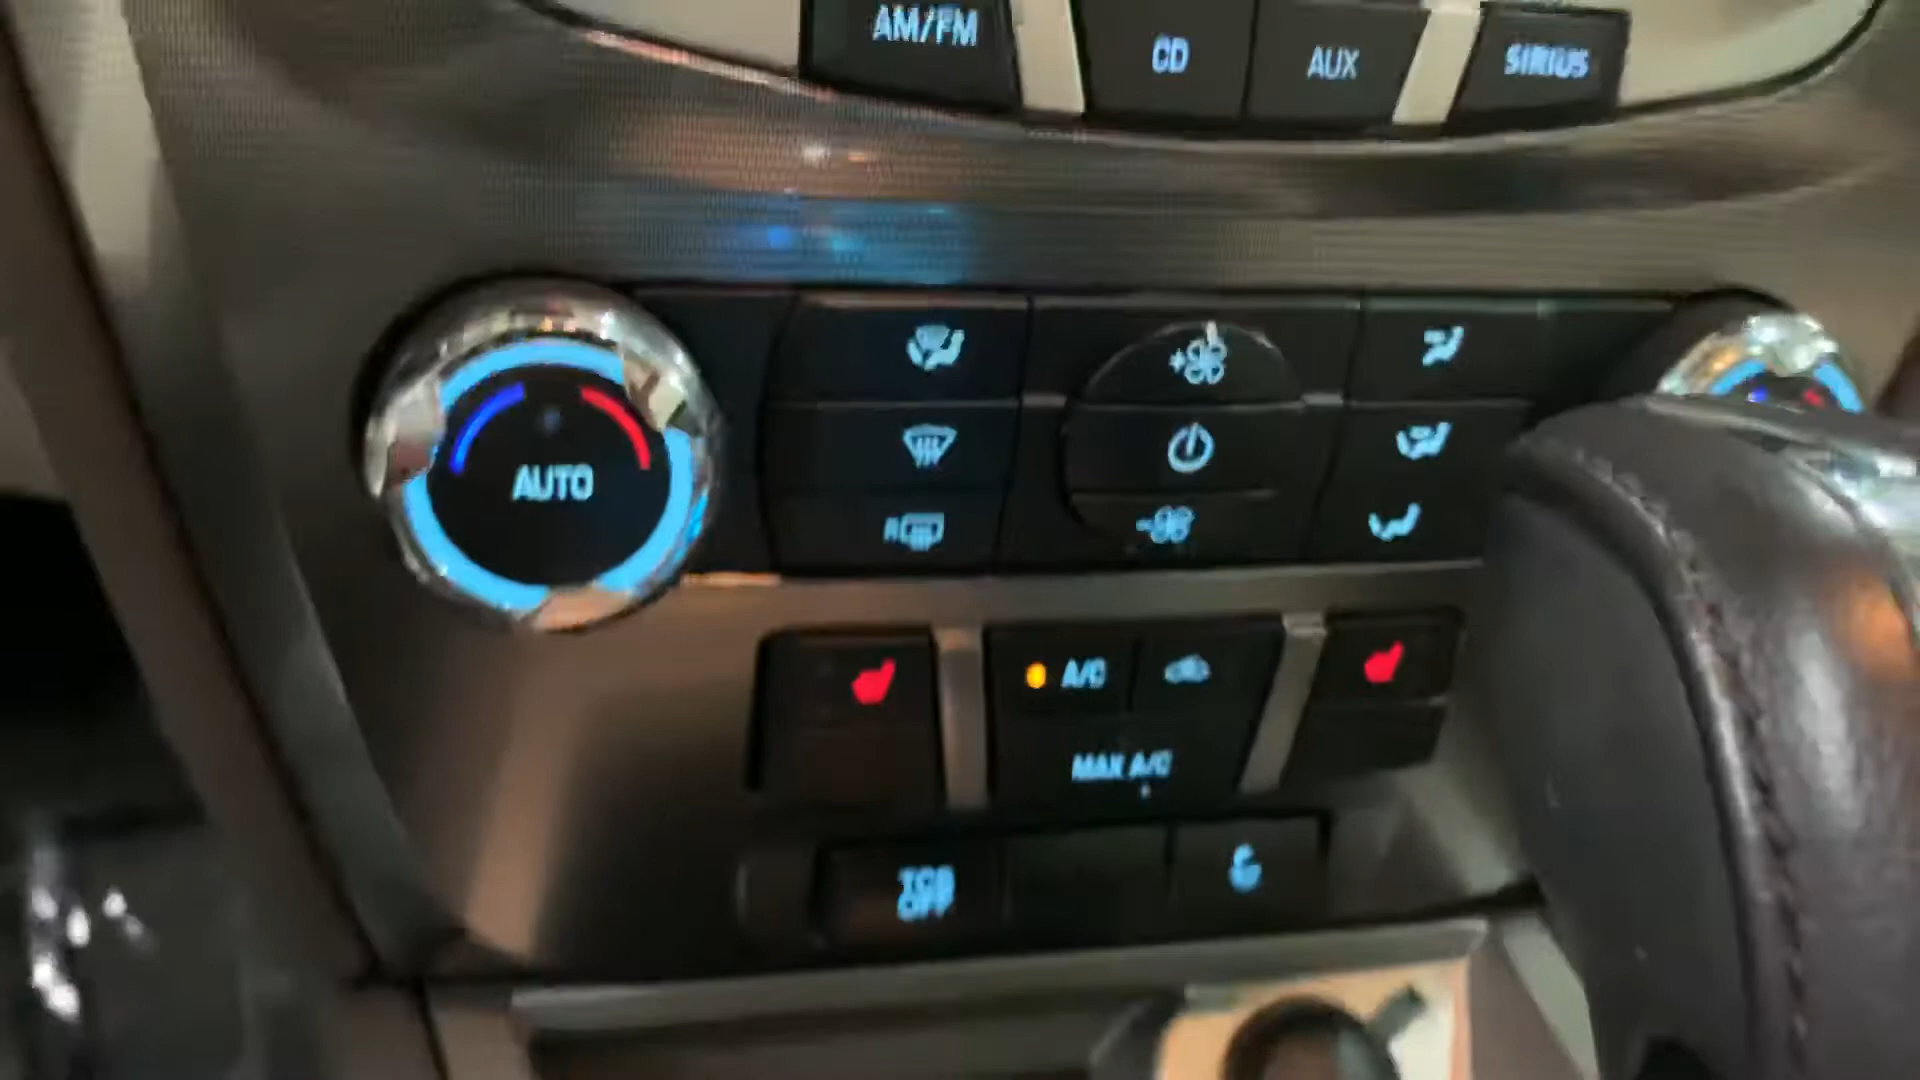 AM/FM
CD
AUX
SIRIUS
AUTO
R
A/C
MAX A/C
TCS
OFF